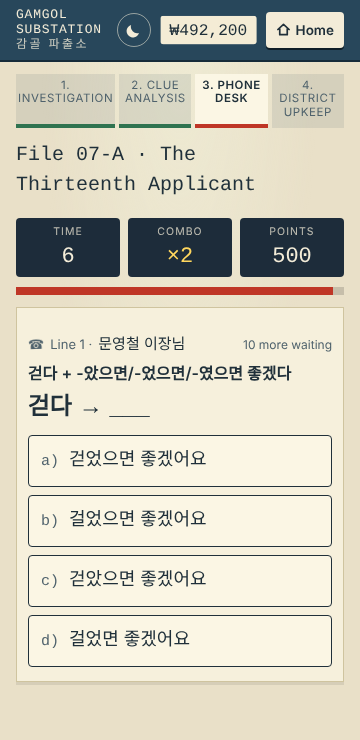 GAMGOL
SUBSTATION
감골 파출소
₩492,200
Home
1.
INVESTIGATION
2. CLUE
ANALYSIS
3. PHONE
DESK
4.
DISTRICT
UPKEEP
File 07-A · The
Thirteenth Applicant
TIME
6
COMBO
×2
POINTS
500
☎ Line 1 · 문영철 이장님
10 more waiting
걷다 + -았으면/-었으면/-였으면 좋겠다
걷다 → ___
a) 걷었으면 좋겠어요
b) 걸었으면 좋겠어요
c) 걷았으면 좋겠어요
d) 걸었면 좋겠어요